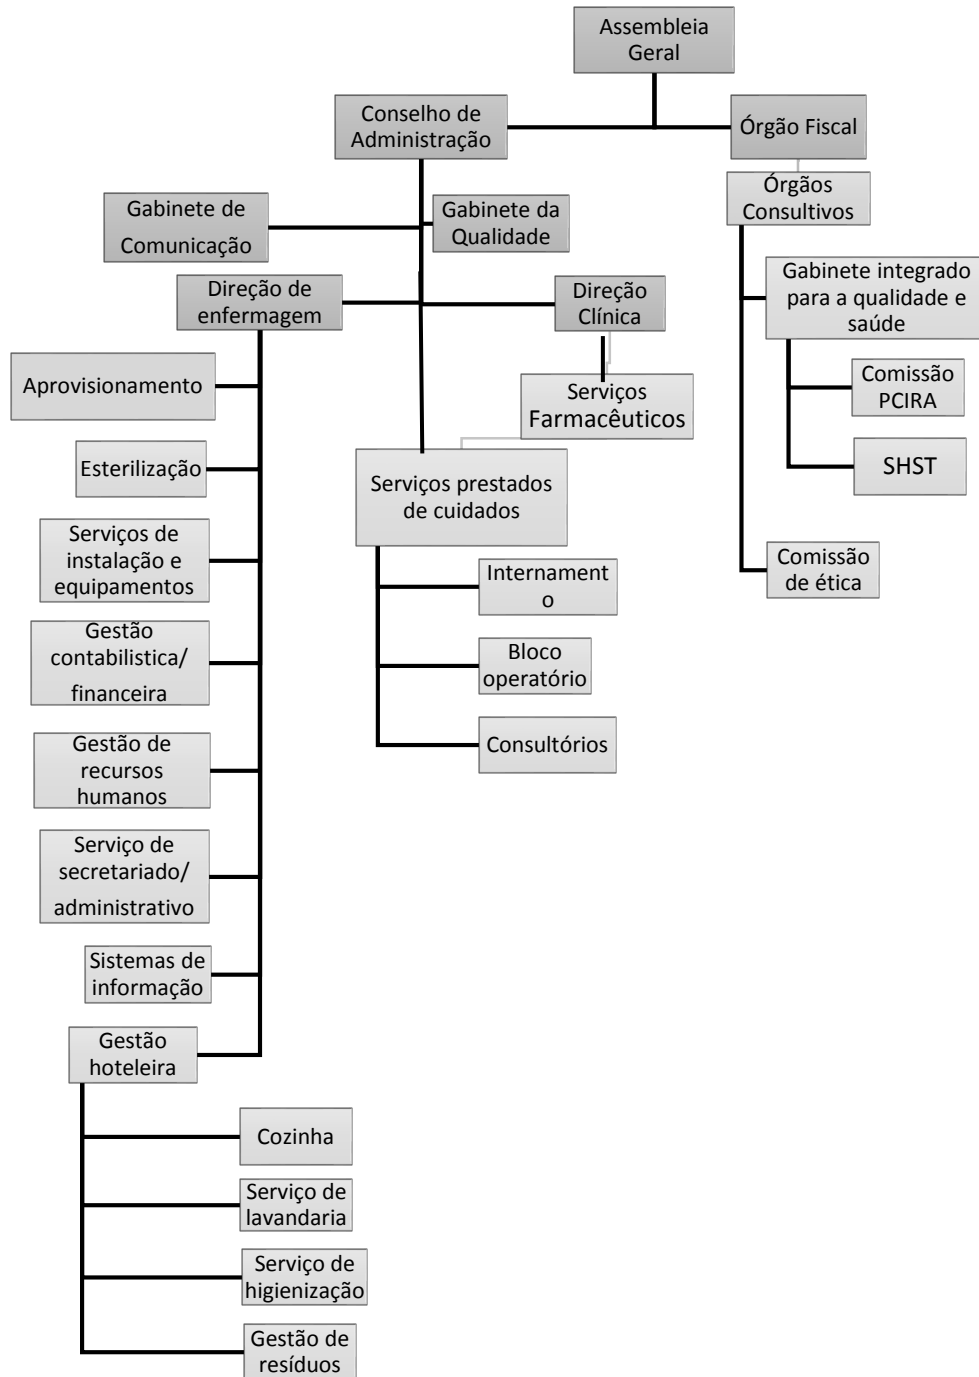 Assembleia
Geral
Conselho de
Administração
Órgão Fiscal
Órgãos
Consultivos
Gabinete de
Comunicação
Gabinete da
Qualidade
Gabinete integrado
para a qualidade e
saúde
Direção de
enfermagem
Direção
Clínica
Aprovisionamento
Serviços
Farmacêuticos
Comissão
PCIRA
Esterilização
Serviços prestados
de cuidados
SHST
Serviços de
instalação e
equipamentos
Internament
o
Comissão
de ética
Gestão
contabilistica/
financeira
Bloco
operatório
Gestão de
recursos
humanos
Consultórios
Serviço de
secretariado/
administrativo
Sistemas de
informação
Gestão
hoteleira
Cozinha
Serviço de
lavandaria
Serviço de
higienização
Gestão de
resíduos